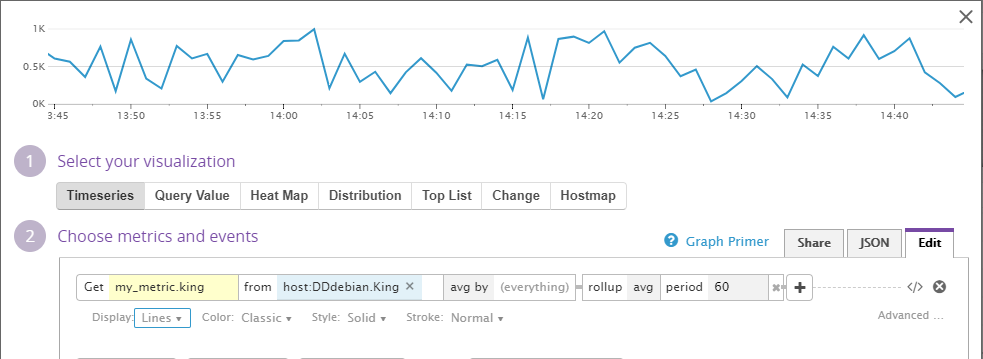 1K
0.5K
0K
3:45 13:50 13:55 14:00 14:05 14:10 14:15 14:20 14:25 14:30 14:35 14:40
1 Select your visualization
Timeseries Query Value Heat Map Distribution Top List Change Hostmap
2 Choose metrics and events ? Graph Primer Share JSON Edit
Get my_metric.king from host:DDdebian.King × avg by (everything) rollup avg period 60 </>
Display: Lines Color: Classic Style: Solid Stroke: Normal Advanced ...